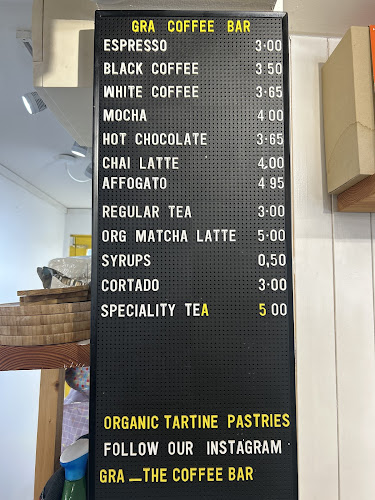 GRA COFFEE BAR
ESPRESSO 3·00
BLACK COFFEE 3 50
WHITE COFFEE 3·65
MOCHA 4 00
HOT CHOCOLATE 3·65
CHAI LATTE 4,00
AFFOGATO 4 95
REGULAR TEA 3·00
ORG MATCHA LATTE 5·00
SYRUPS 0,50
CORTADO 3·00
SPECIALITY TEA 5 00
ORGANIC TARTINE PASTRIES
FOLLOW OUR INSTAGRAM
GRA_THE COFFEE BAR